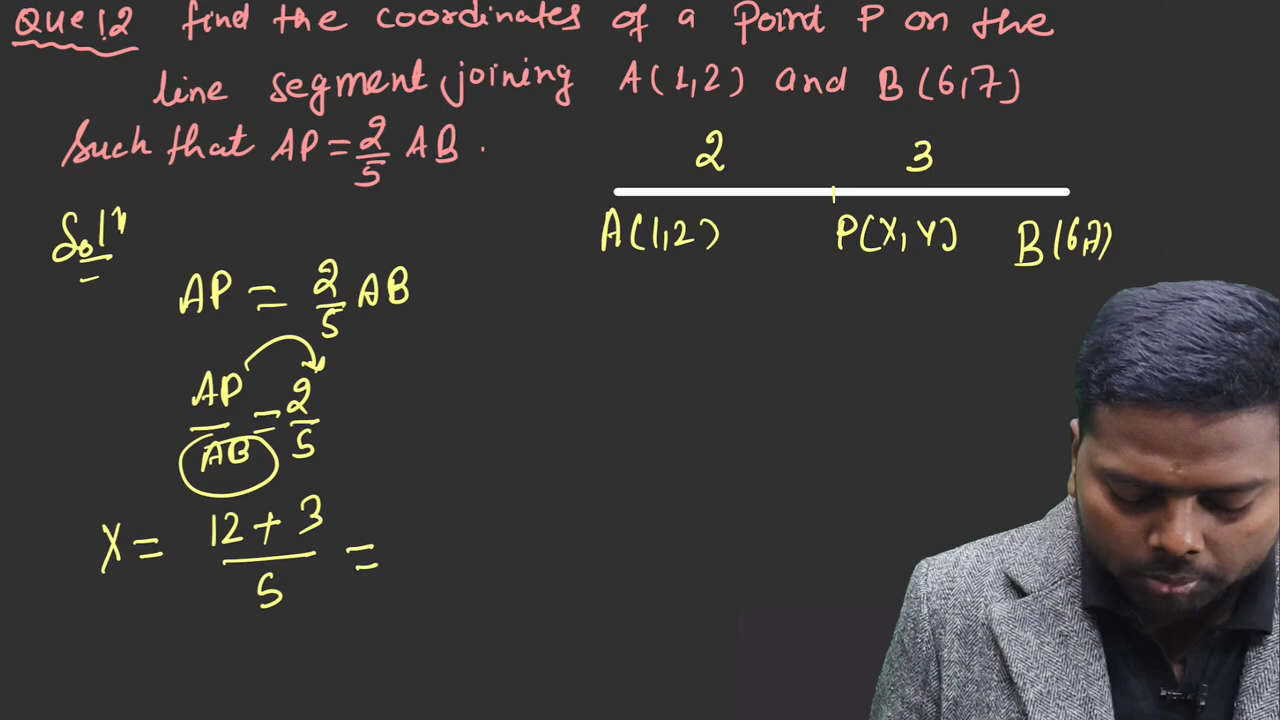 Que 12 find the coordinates of a point P on the
line segment joining A(1,2) and B(6,7)
such that AP = 2/5 AB.
2 3
A(1,2) P(X,Y) B(6,7)
Solⁿ
AP = 2/5 AB
AP/AB = 2/5
X = 12+3/5 =